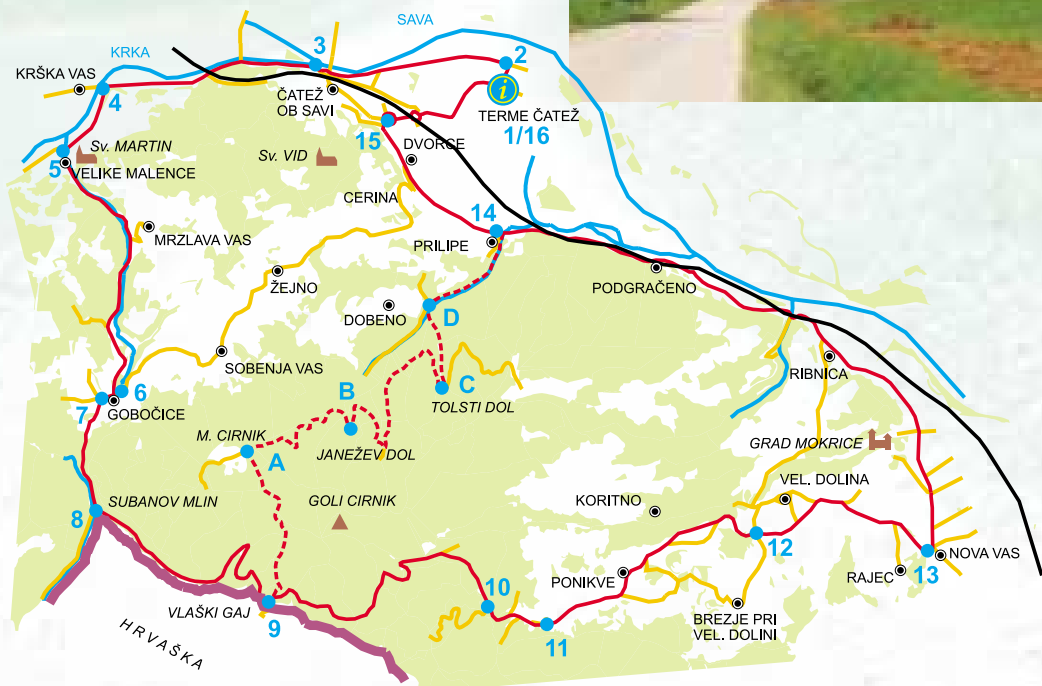 SAVA
KRKA
3
2
KRŠKA VAS
4
ČATEŽ
OB SAVI
i
TERME ČATEŽ
1/16
15
5
Sv. MARTIN
VELIKE MALENCE
Sv. VID
DVORCE
CERINA
14
MRZLAVA VAS
PRILIPE
ŽEJNO
PODGRAČENO
DOBENO
D
SOBENJA VAS
RIBNICA
6
7
GOBOČICE
B
C
TOLSTI DOL
M. CIRNIK
A
JANEŽEV DOL
GRAD MOKRICE
VEL. DOLINA
8
SUBANOV MLIN
GOLI CIRNIK
KORITNO
12
13
NOVA VAS
RAJEC
PONIKVE
VLAŠKI GAJ
9
10
11
BREZJE PRI
VEL. DOLINI
HRVAŠKA